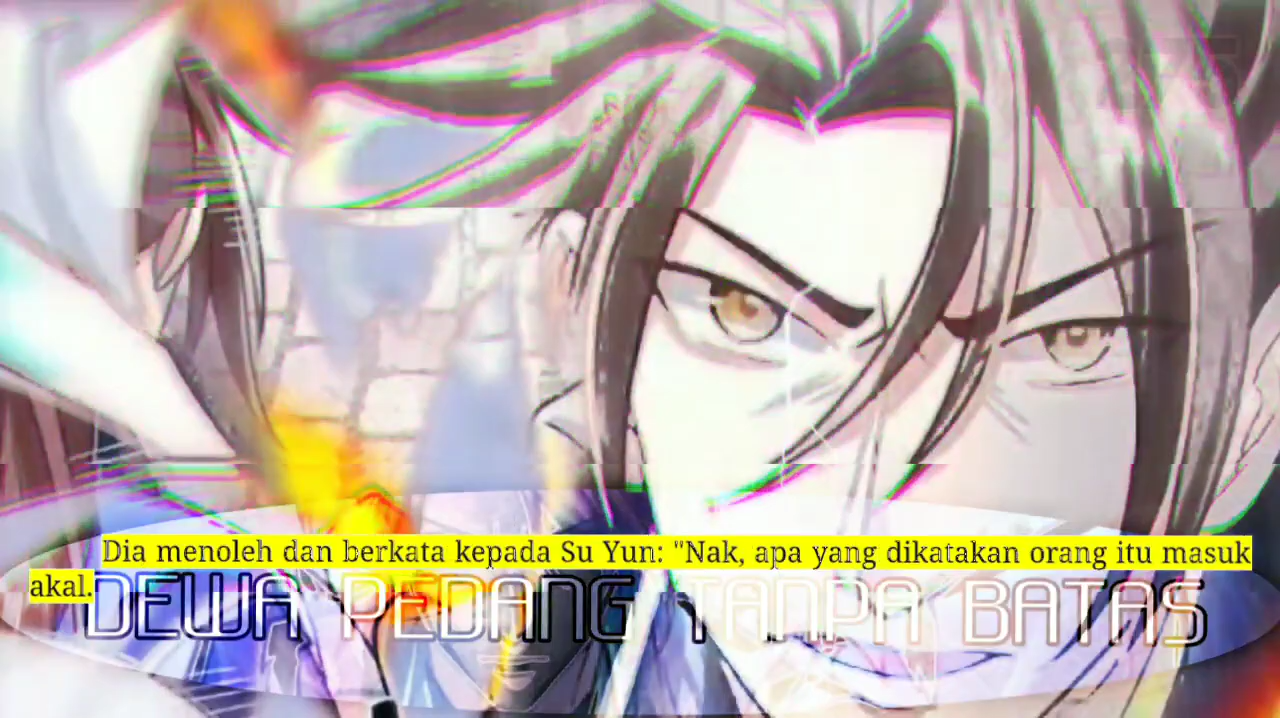 Dia menoleh dan berkata kepada Su Yun: "Nak, apa yang dikatakan orang itu masuk
akal.
DEWA PEDANG TANPA BATAS